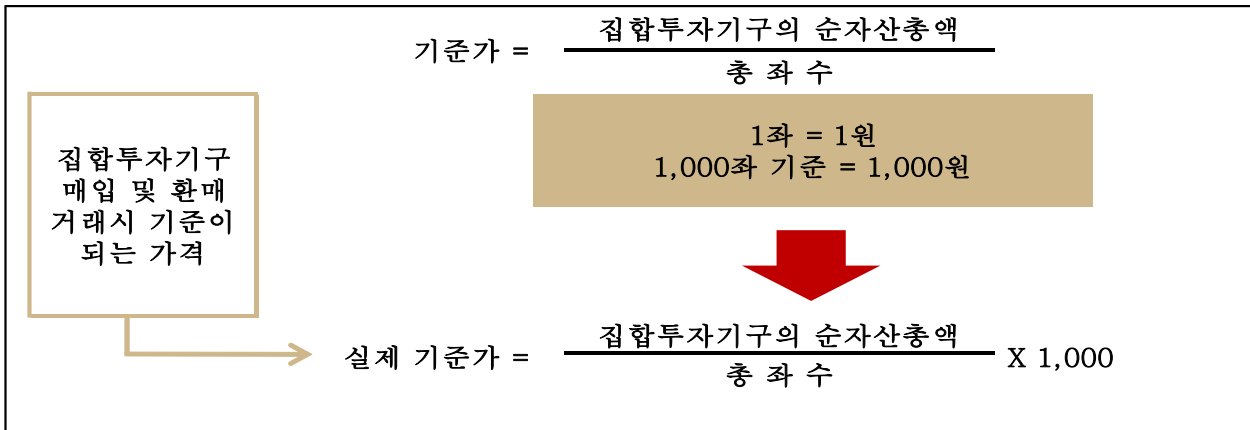 집합투자기구의 순자산총액
기준가 =
총 좌 수
1좌 = 1원
1,000좌 기준 = 1,000원
집합투자기구
매입 및 환매
거래시 기준이
되는 가격
집합투자기구의 순자산총액
실제 기준가 =
X 1,000
총 좌 수